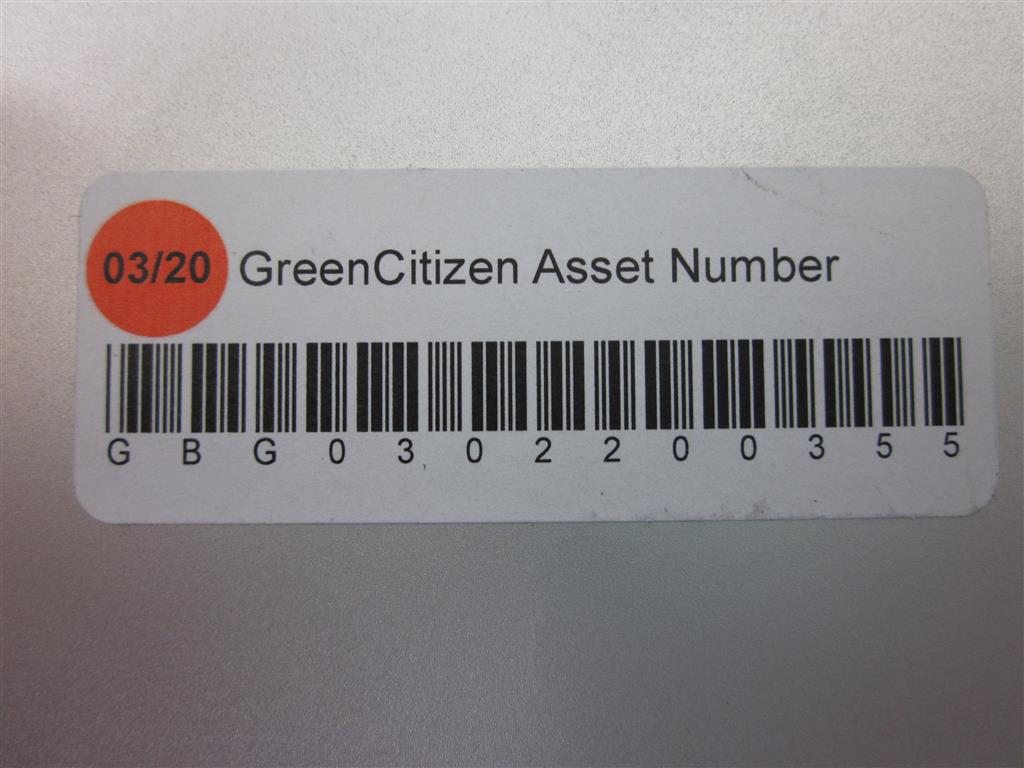 03/20 GreenCitizen Asset Number
G B G 0 3 0 2 2 0 0 3 5 5